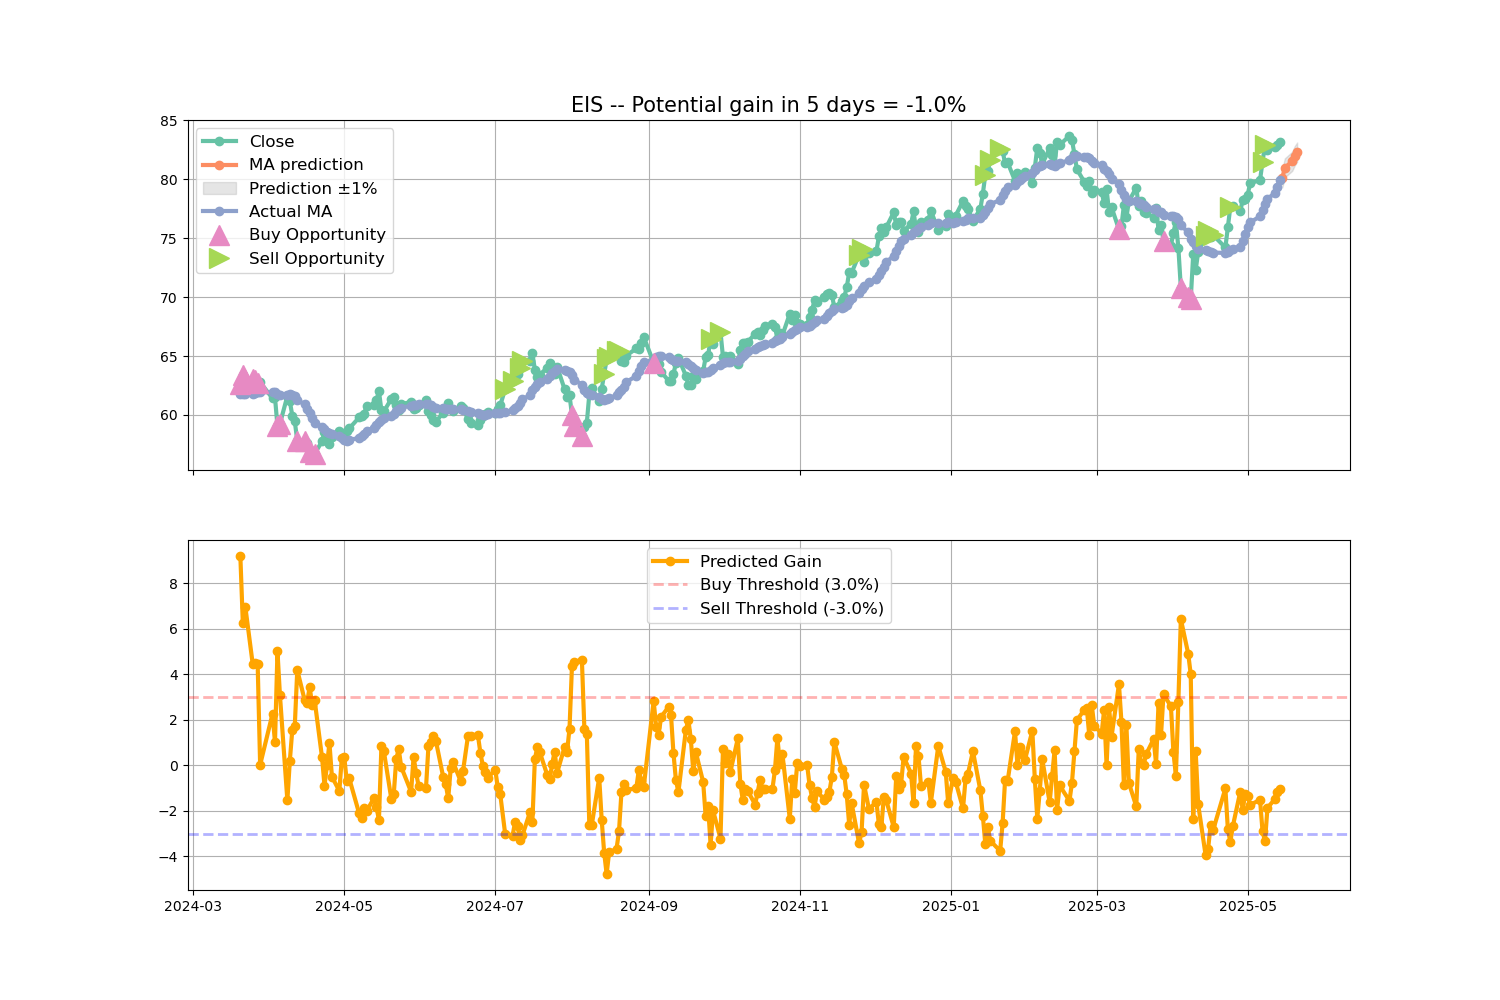 EIS -- Potential gain in 5 days = -1.0%
85
80
75
70
65
60
Close
MA prediction
Prediction ±1%
Actual MA
Buy Opportunity
Sell Opportunity
8
6
4
2
0
−2
−4
Predicted Gain
Buy Threshold (3.0%)
Sell Threshold (-3.0%)
2024-03
2024-05
2024-07
2024-09
2024-11
2025-01
2025-03
2025-05